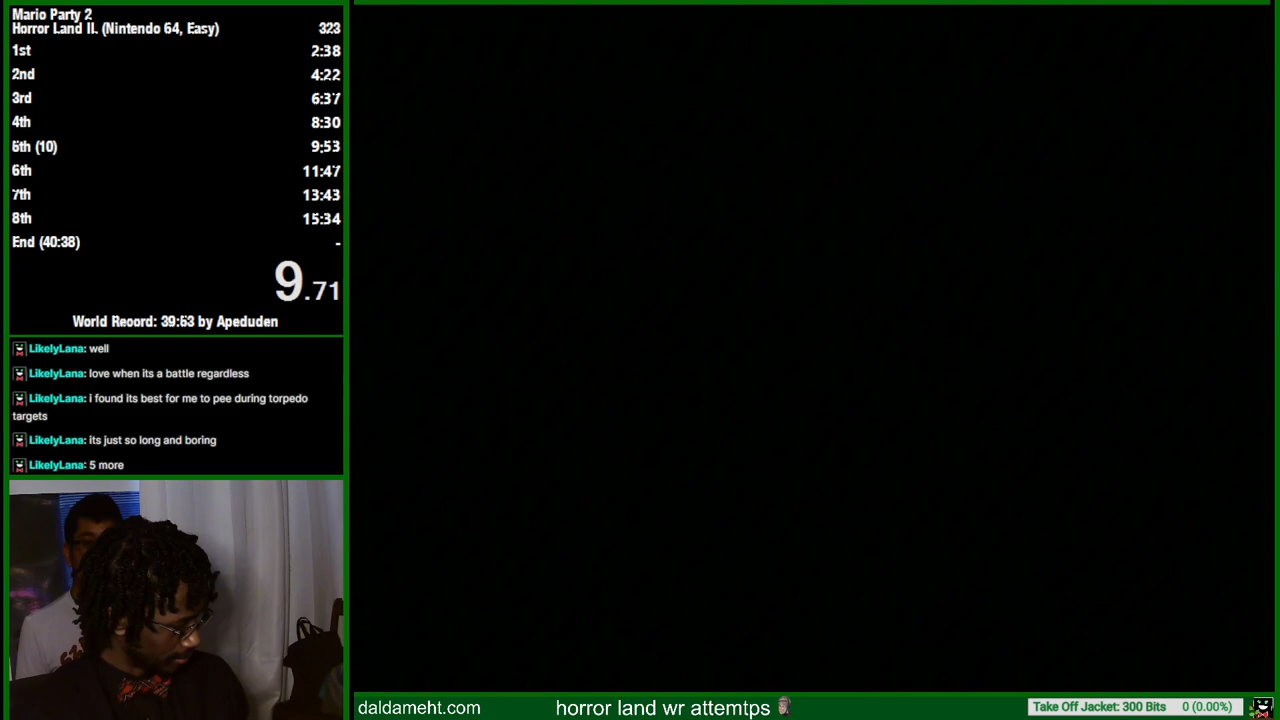 Mario Party 2
Horror Land II. (Nintendo 64, Easy) 323
1st 2:38
2nd 4:22
3rd 6:37
4th 8:30
5th (10) 9:53
6th 11:47
7th 13:43
8th 15:34
End (40:38) -
9.71
World Record: 39:53 by Apeduden
LikelyLana: well
LikelyLana: love when its a battle regardless
LikelyLana: i found its best for me to pee during torpedo
targets
LikelyLana: its just so long and boring
LikelyLana: 5 more
daldameht.com
horror land wr attemtps
Take Off Jacket: 300 Bits 0 (0.00%)